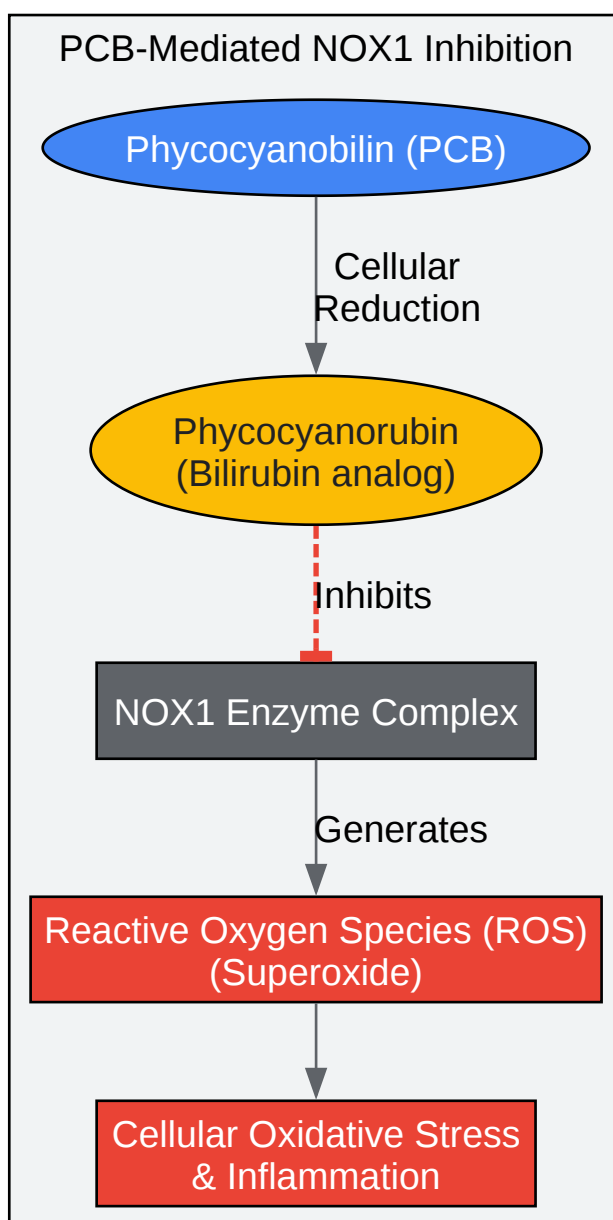 PCB-Mediated NOX1 Inhibition
Phycocyanobilin (PCB)
Cellular
Reduction
Phycocyanorubin
(Bilirubin analog)
Inhibits
NOX1 Enzyme Complex
Generates
Reactive Oxygen Species (ROS)
(Superoxide)
Cellular Oxidative Stress
& Inflammation